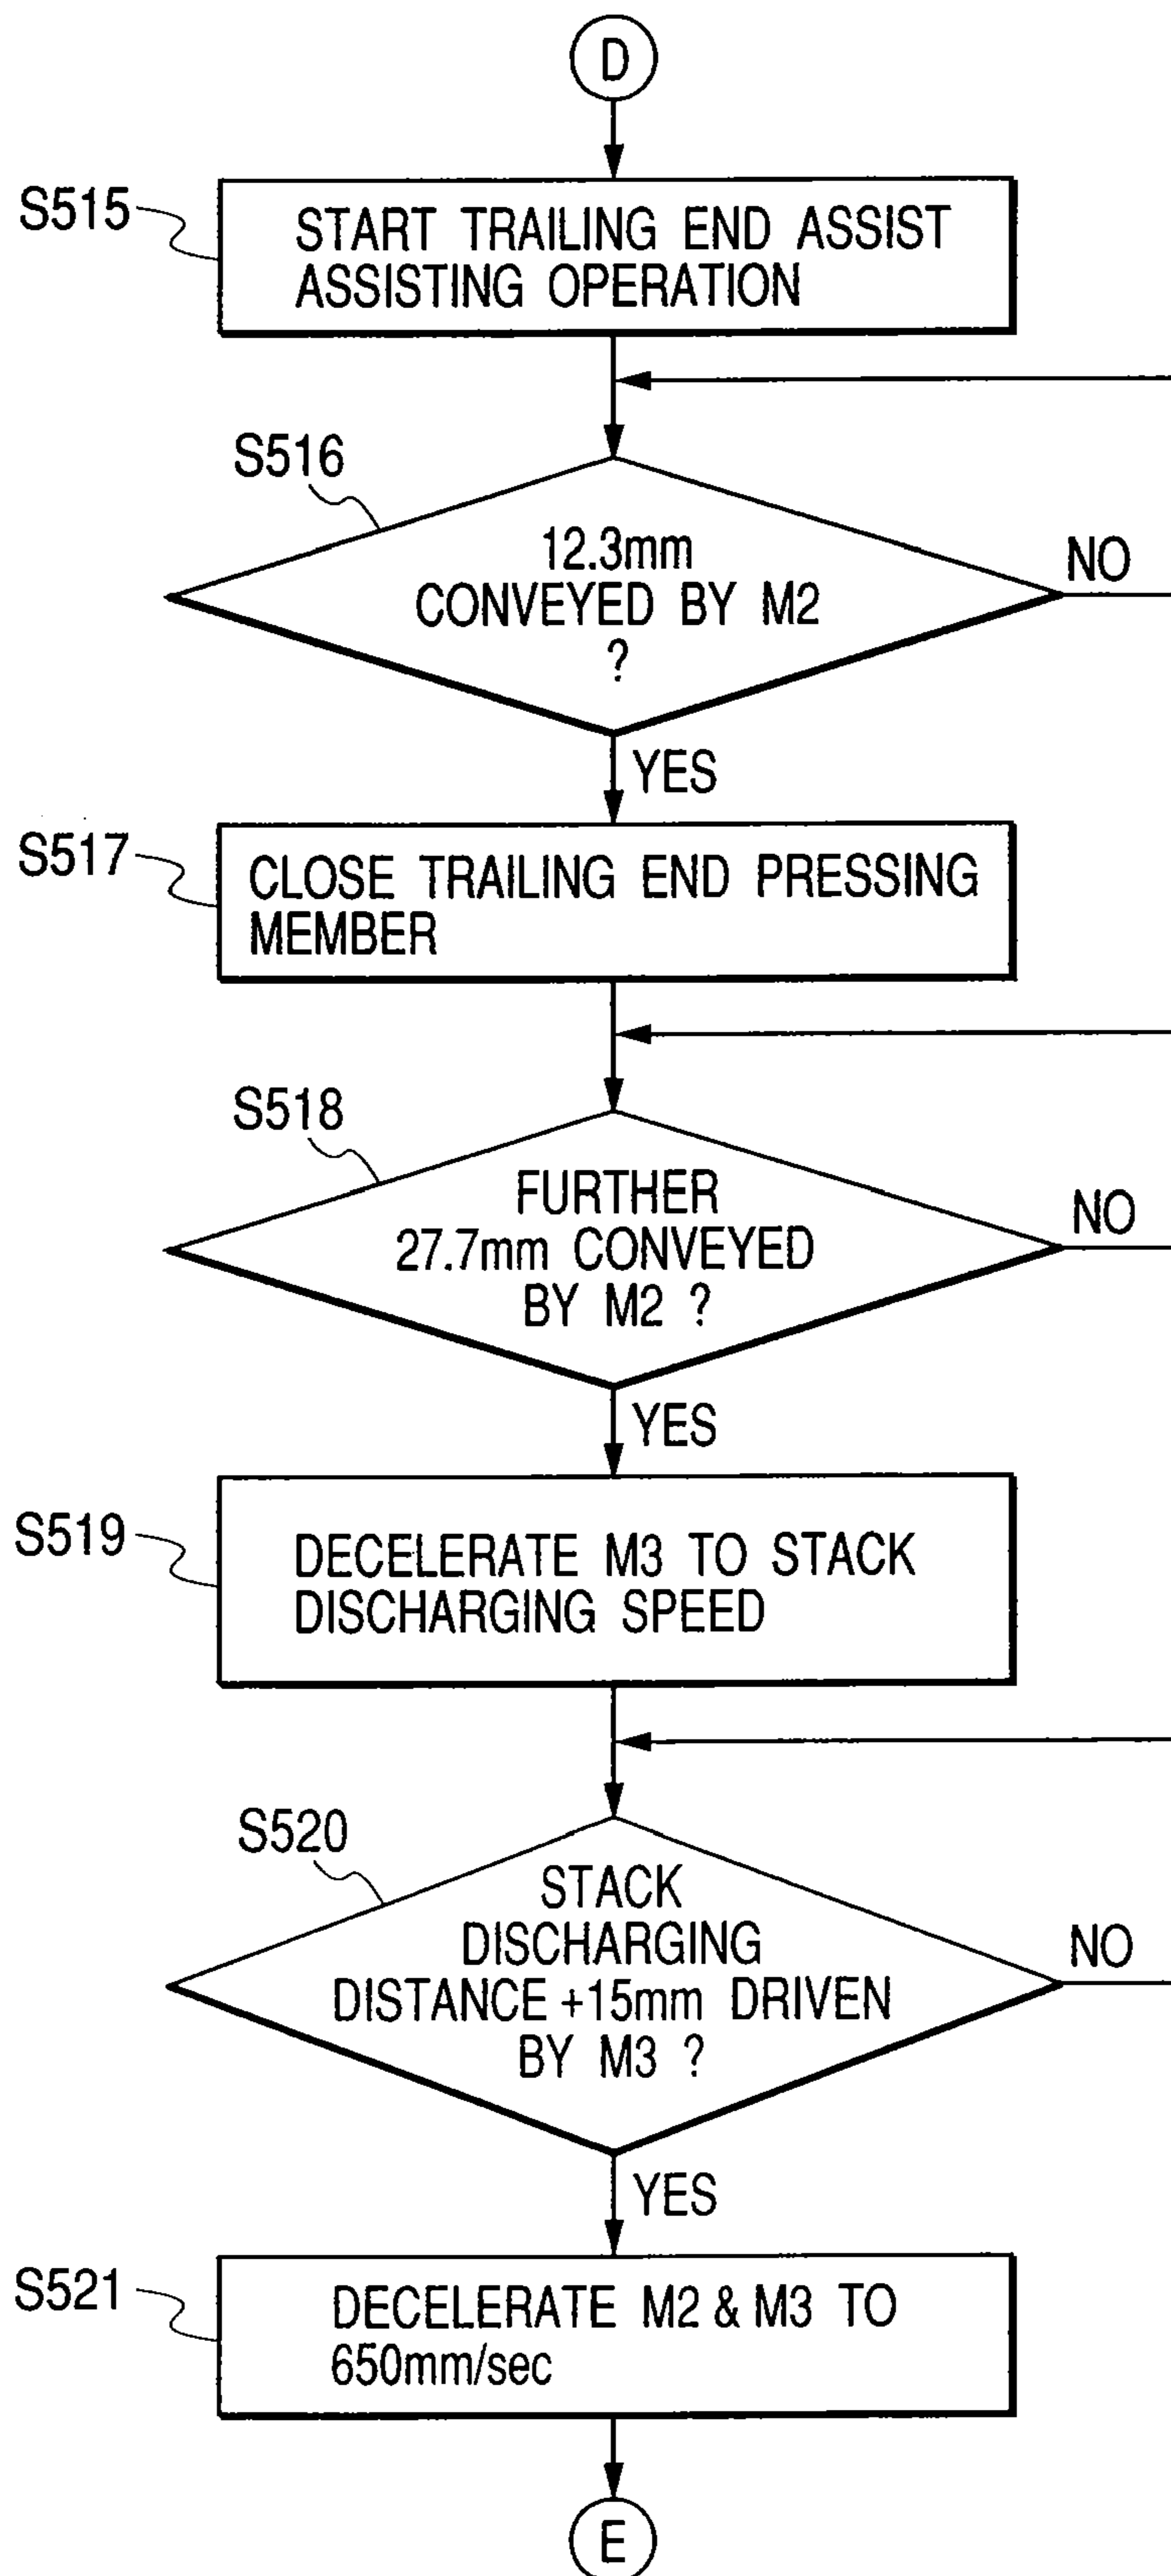 D
S515
START TRAILING END ASSIST
ASSISTING OPERATION
S516
12.3mm
CONVEYED BY M2
?
NO
YES
S517
CLOSE TRAILING END PRESSING
MEMBER
S518
FURTHER
27.7mm CONVEYED
BY M2 ?
NO
YES
S519
DECELERATE M3 TO STACK
DISCHARGING SPEED
S520
STACK
DISCHARGING
DISTANCE +15mm DRIVEN
BY M3 ?
NO
YES
S521
DECELERATE M2 & M3 TO
650mm/sec
E